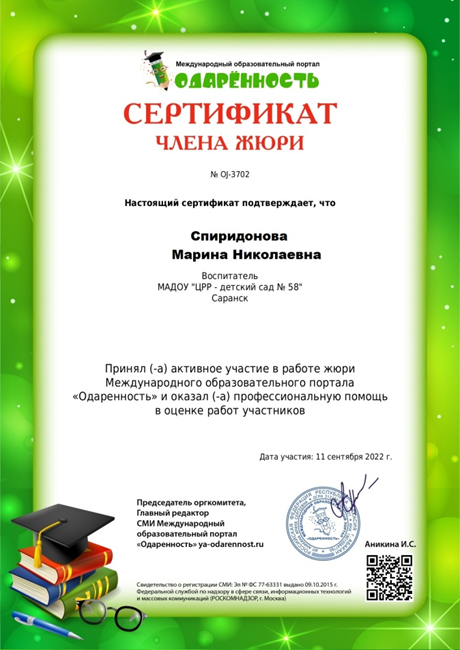 Международный образовательный портал
ОДАРЁННОСТЬ
СЕРТИФИКАТ
ЧЛЕНА ЖЮРИ
№ OJ-3702
Настоящий сертификат подтверждает, что
Спиридонова
Марина Николаевна
Воспитатель
МАДОУ "ЦРР - детский сад № 58"
Саранск
Принял (-а) активное участие в работе жюри
Международного образовательного портала
«Одаренность» и оказал (-а) профессиональную помощь
в оценке работ участников
Дата участия: 11 сентября 2022 г.
Председатель оргкомитета,
Главный редактор
СМИ Международный
образовательный портал
«Одаренность» ya-odarennost.ru
«ОДАРЕННОСТЬ»
Аникина И.С.
Свидетельство о регистрации СМИ: Эл № ФС 77-63331 выдано 09.10.2015 г.
Федеральной службой по надзору в сфере связи, информационных технологий
и массовых коммуникаций (РОСКОМНАДЗОР, г. Москва)